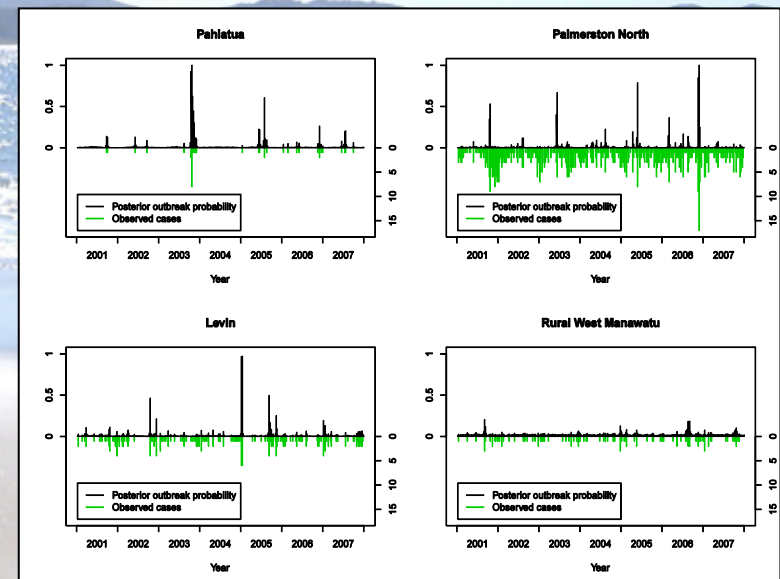 Pahiatua
1
0.5
0
0
5
10
15
Posterior outbreak probability
Observed cases
2001 2002 2003 2004 2005 2006 2007
Year
Palmerston North
1
0.5
0
0
5
10
15
Posterior outbreak probability
Observed cases
2001 2002 2003 2004 2005 2006 2007
Year
Levin
1
0.5
0
0
5
10
15
Posterior outbreak probability
Observed cases
2001 2002 2003 2004 2005 2006 2007
Year
Rural West Manawatu
1
0.5
0
0
5
10
15
Posterior outbreak probability
Observed cases
2001 2002 2003 2004 2005 2006 2007
Year